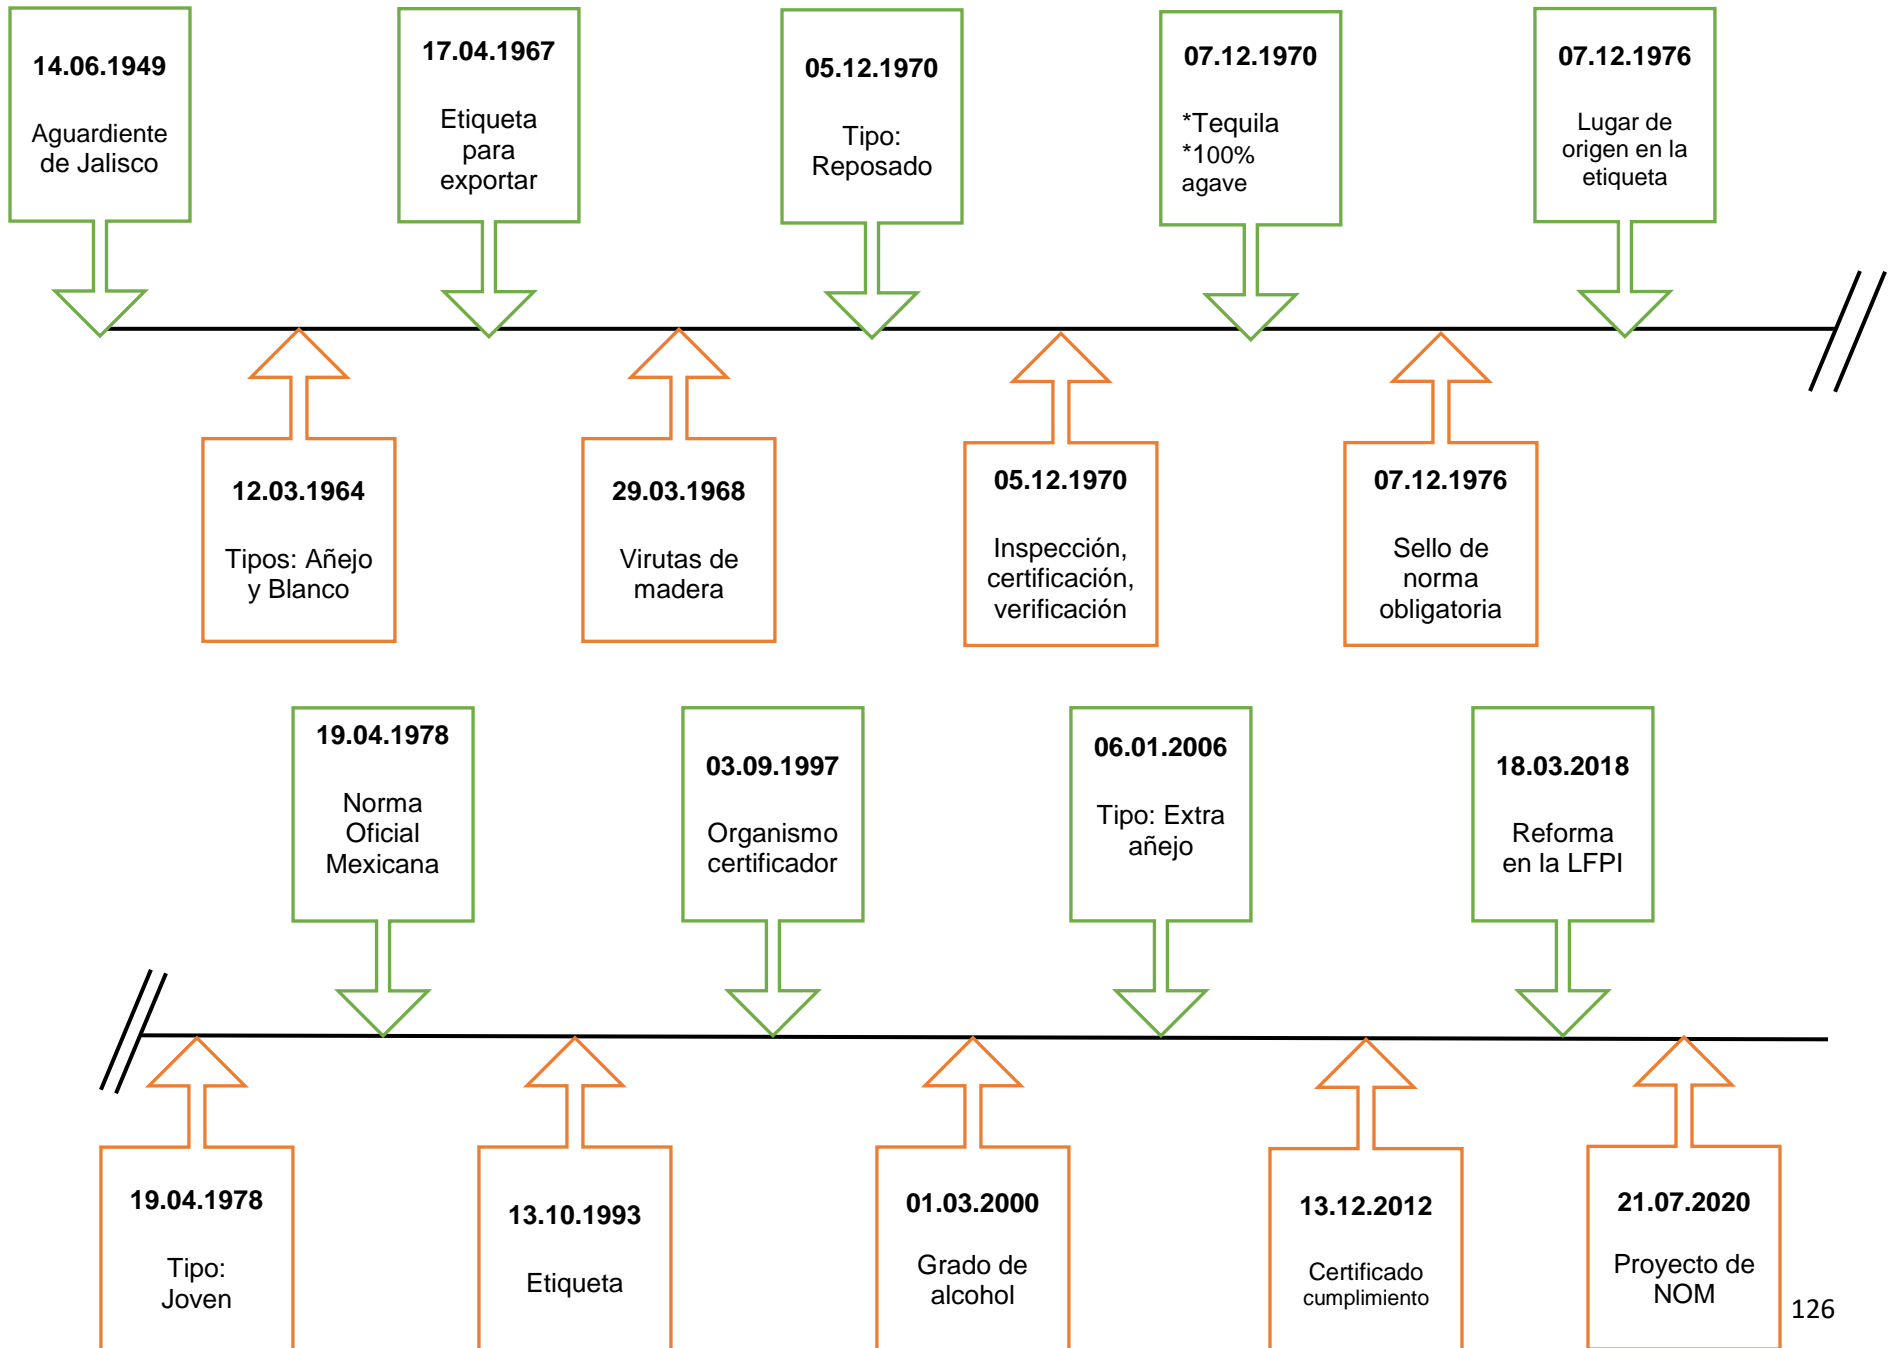 14.06.1949
Aguardiente
de Jalisco
17.04.1967
Etiqueta
para
exportar
05.12.1970
Tipo:
Reposado
07.12.1970
*Tequila
*100%
agave
07.12.1976
Lugar de
origen en la
etiqueta
12.03.1964
Tipos: Añejo
y Blanco
29.03.1968
Virutas de
madera
05.12.1970
Inspección,
certificación,
verificación
07.12.1976
Sello de
norma
obligatoria
19.04.1978
Norma
Oficial
Mexicana
03.09.1997
Organismo
certificador
06.01.2006
Tipo: Extra
añejo
18.03.2018
Reforma
en la LFPI
19.04.1978
Tipo:
Joven
13.10.1993
Etiqueta
01.03.2000
Grado de
alcohol
13.12.2012
Certificado
cumplimiento
21.07.2020
Proyecto de
NOM
126